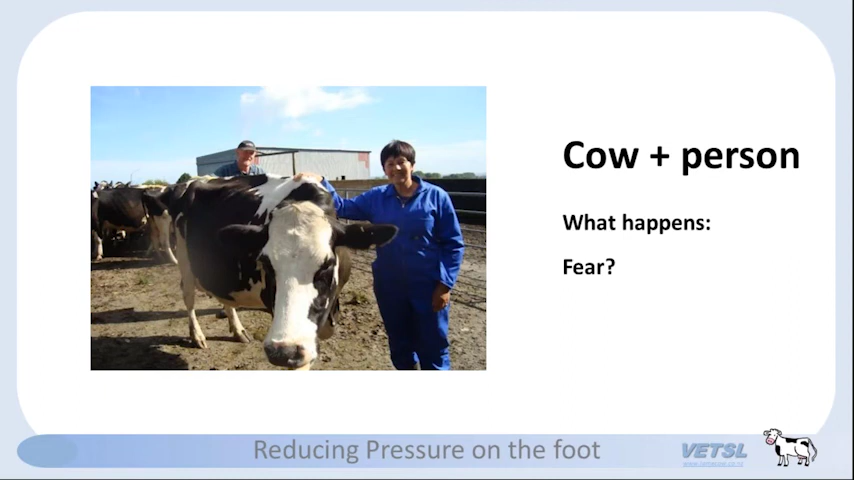 Cow + person
What happens:
Fear?
Reducing Pressure on the foot
VETSL